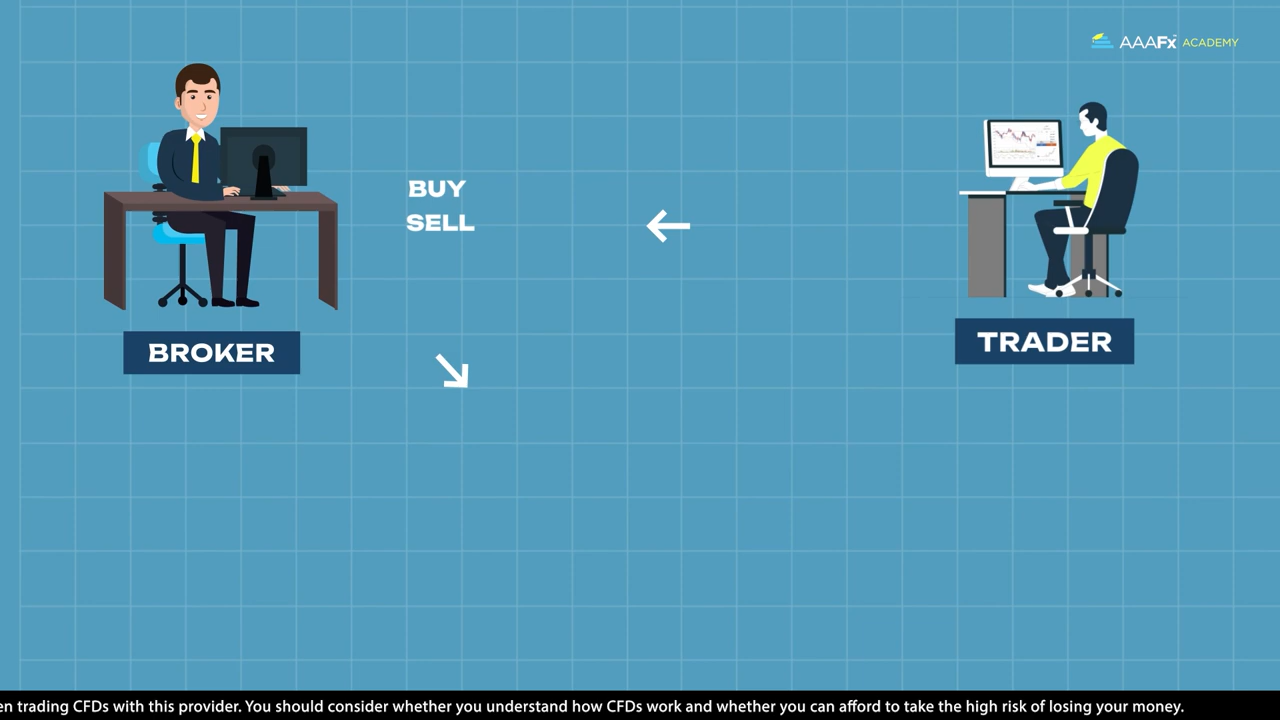 AAAFx ACADEMY
BUY
SELL
BROKER
TRADER
en trading CFDs with this provider. You should consider whether you understand how CFDs work and whether you can afford to take the high risk of losing your money.